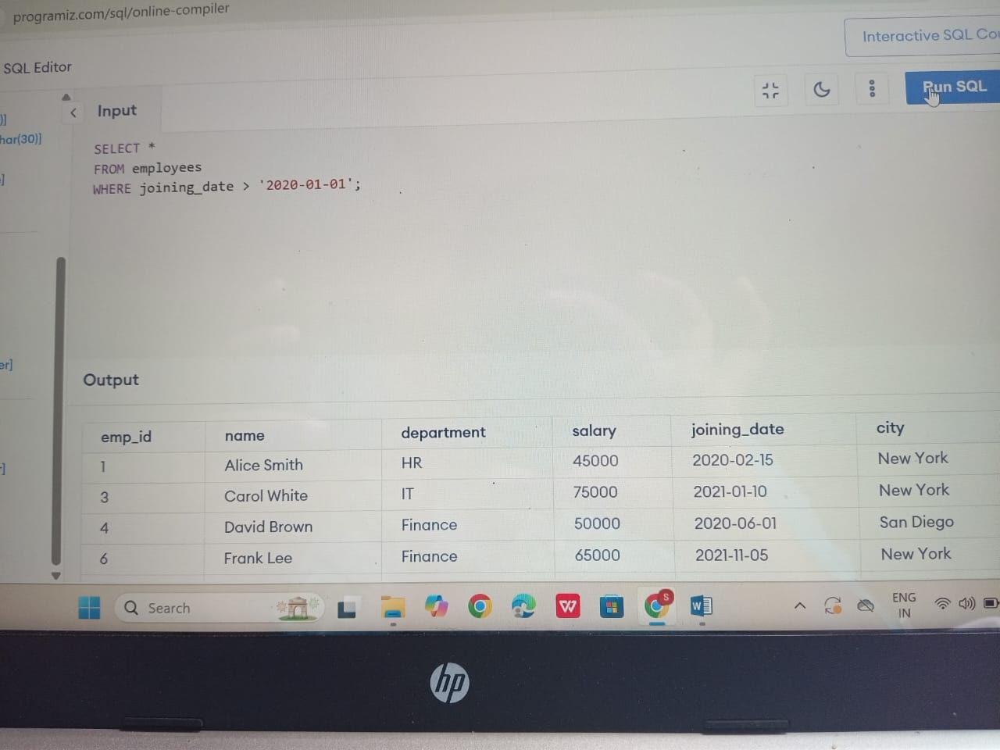 programiz.com/sql/online-compiler
Interactive SQL Co
SQL Editor
Run SQL
Input
)]
har(30)]
]
er]
]
SELECT *
FROM employees
WHERE joining_date > '2020-01-01';
Output
emp_id name department salary joining_date city
1 Alice Smith HR 45000 2020-02-15 New York
3 Carol White IT 75000 2021-01-10 New York
4 David Brown Finance 50000 2020-06-01 San Diego
6 Frank Lee Finance 65000 2021-11-05 New York
Search
W
S
W
ENG
IN
hp